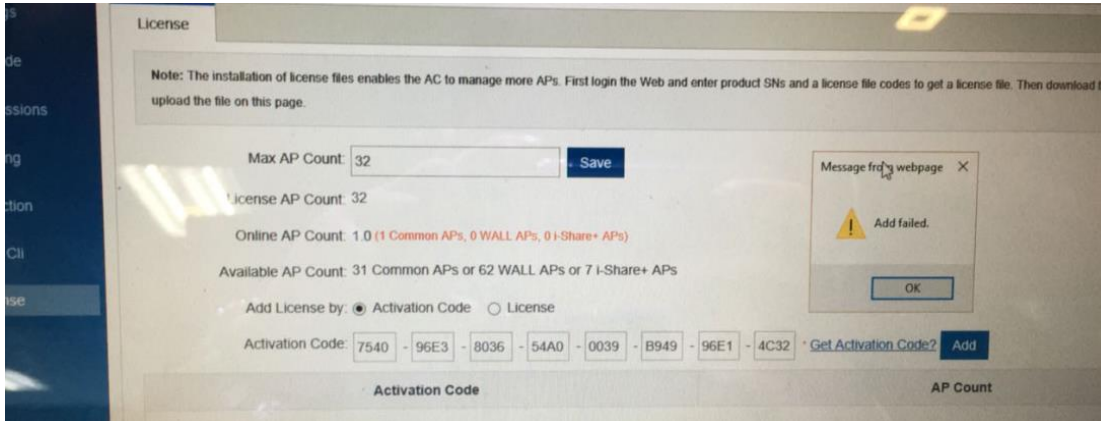 gs
License
de
Note: The installation of license files enables the AC to manage more APs. First login the Web and enter product SNs and a license file codes to get a license file. Then download
upload the file on this page.
ssions
Max AP Count: 32 Save
ng
License AP Count: 32
ction
Online AP Count: 1.0 (1 Common APs, 0 WALL APs, 0 i-Share+ APs)
Cli
Available AP Count: 31 Common APs or 62 WALL APs or 7 i-Share+ APs
nse
Add License by: Activation Code License
Activation Code: 7540 - 96E3 - 8036 - 54A0 - 0039 - B949 - 96E1 - 4C32 * Get Activation Code? Add
Activation Code AP Count
Message from webpage X
Add failed.
OK